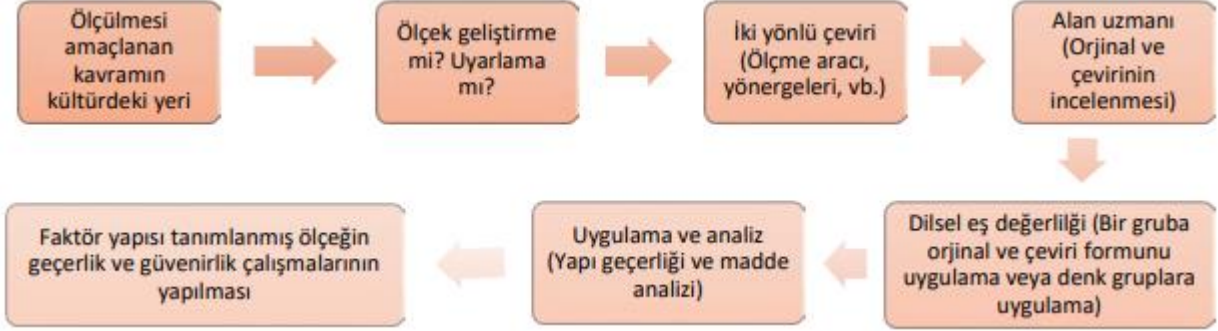 Ölçülmesi
amaçlanan
kavramın
kültürdeki yeri
Ölçek geliştirme
mi? Uyarlama
mı?
İki yönlü çeviri
(Ölçme aracı,
yönergeleri, vb.)
Alan uzmanı
(Orjinal ve
çevirinin
incelenmesi)
Dilsel eş değerlilği (Bir gruba
orjinal ve çeviri formunu
uygulama veya denk gruplara
uygulama)
Uygulama ve analiz
(Yapı geçerliği ve madde
analizi)
Faktör yapısı tanımlanmış ölçeğin
geçerlik ve güvenirlik çalışmalarının
yapılması